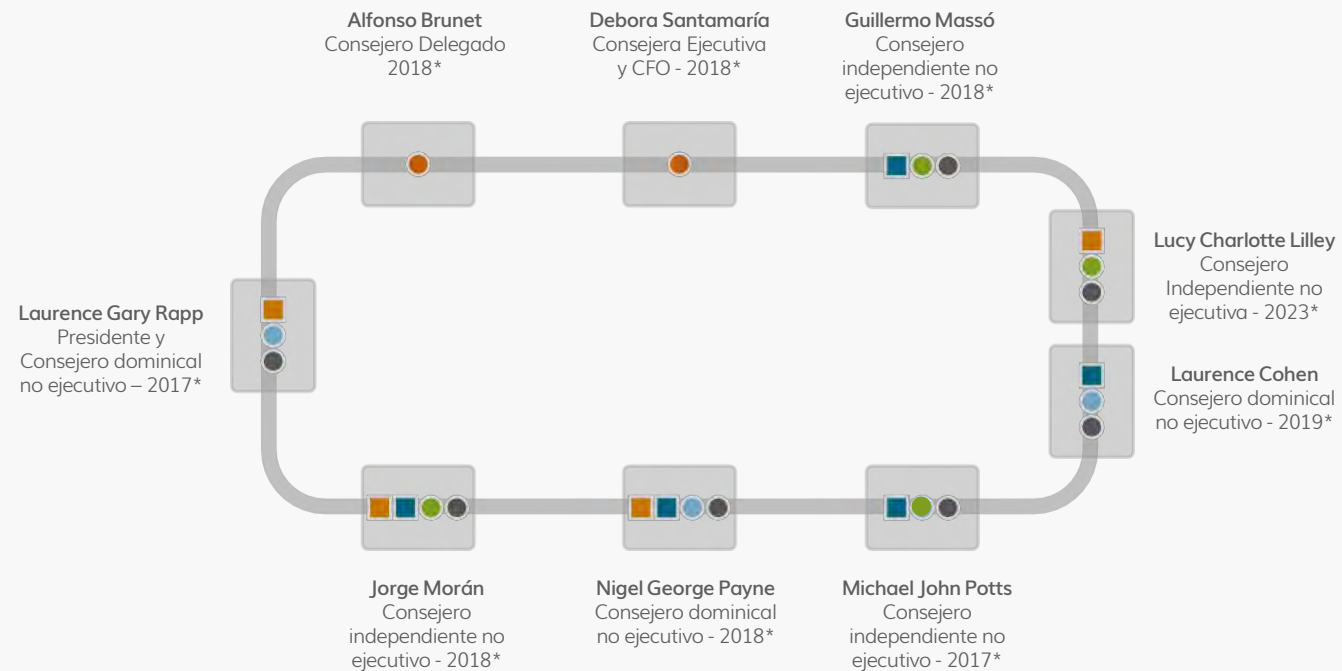 Alfonso Brunet
Consejero Delegado
2018*
Debora Santamaría
Consejera Ejecutiva
y CFO - 2018*
Guillermo Massó
Consejero
independiente no
ejecutivo - 2018*
Lucy Charlotte Lilley
Consejero
Independiente no
ejecutiva - 2023*
Laurence Gary Rapp
Presidente y
Consejero dominical
no ejecutivo – 2017*
Laurence Cohen
Consejero dominical
no ejecutivo - 2019*
Jorge Morán
Consejero
independiente no
ejecutivo - 2018*
Nigel George Payne
Consejero dominical
no ejecutivo - 2018*
Michael John Potts
Consejero
independiente no
ejecutivo - 2017*